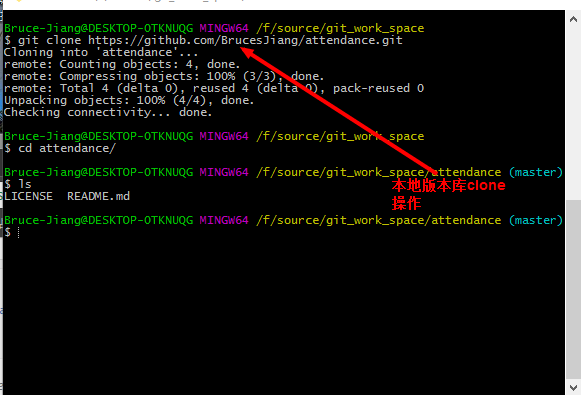 Bruce-Jiang@DESKTOP-OTKNUQG MINGW64 /f/source/git_work_space
$ git clone https://github.com/BrucesJiang/attendance.git
Cloning into 'attendance'...
remote: Counting objects: 4, done.
remote: Compressing objects: 100% (3/3), done.
remote: Total 4 (delta 0), reused 4 (delta 0), pack-reused 0
Unpacking objects: 100% (4/4), done.
Checking connectivity... done.
Bruce-Jiang@DESKTOP-OTKNUQG MINGW64 /f/source/git_work_space
$ cd attendance/
Bruce-Jiang@DESKTOP-OTKNUQG MINGW64 /f/source/git_work_space/attendance (master)
$ ls
本地版本库clone
操作
LICENSE  README.md
Bruce-Jiang@DESKTOP-OTKNUQG MINGW64 /f/source/git_work_space/attendance (master)
$